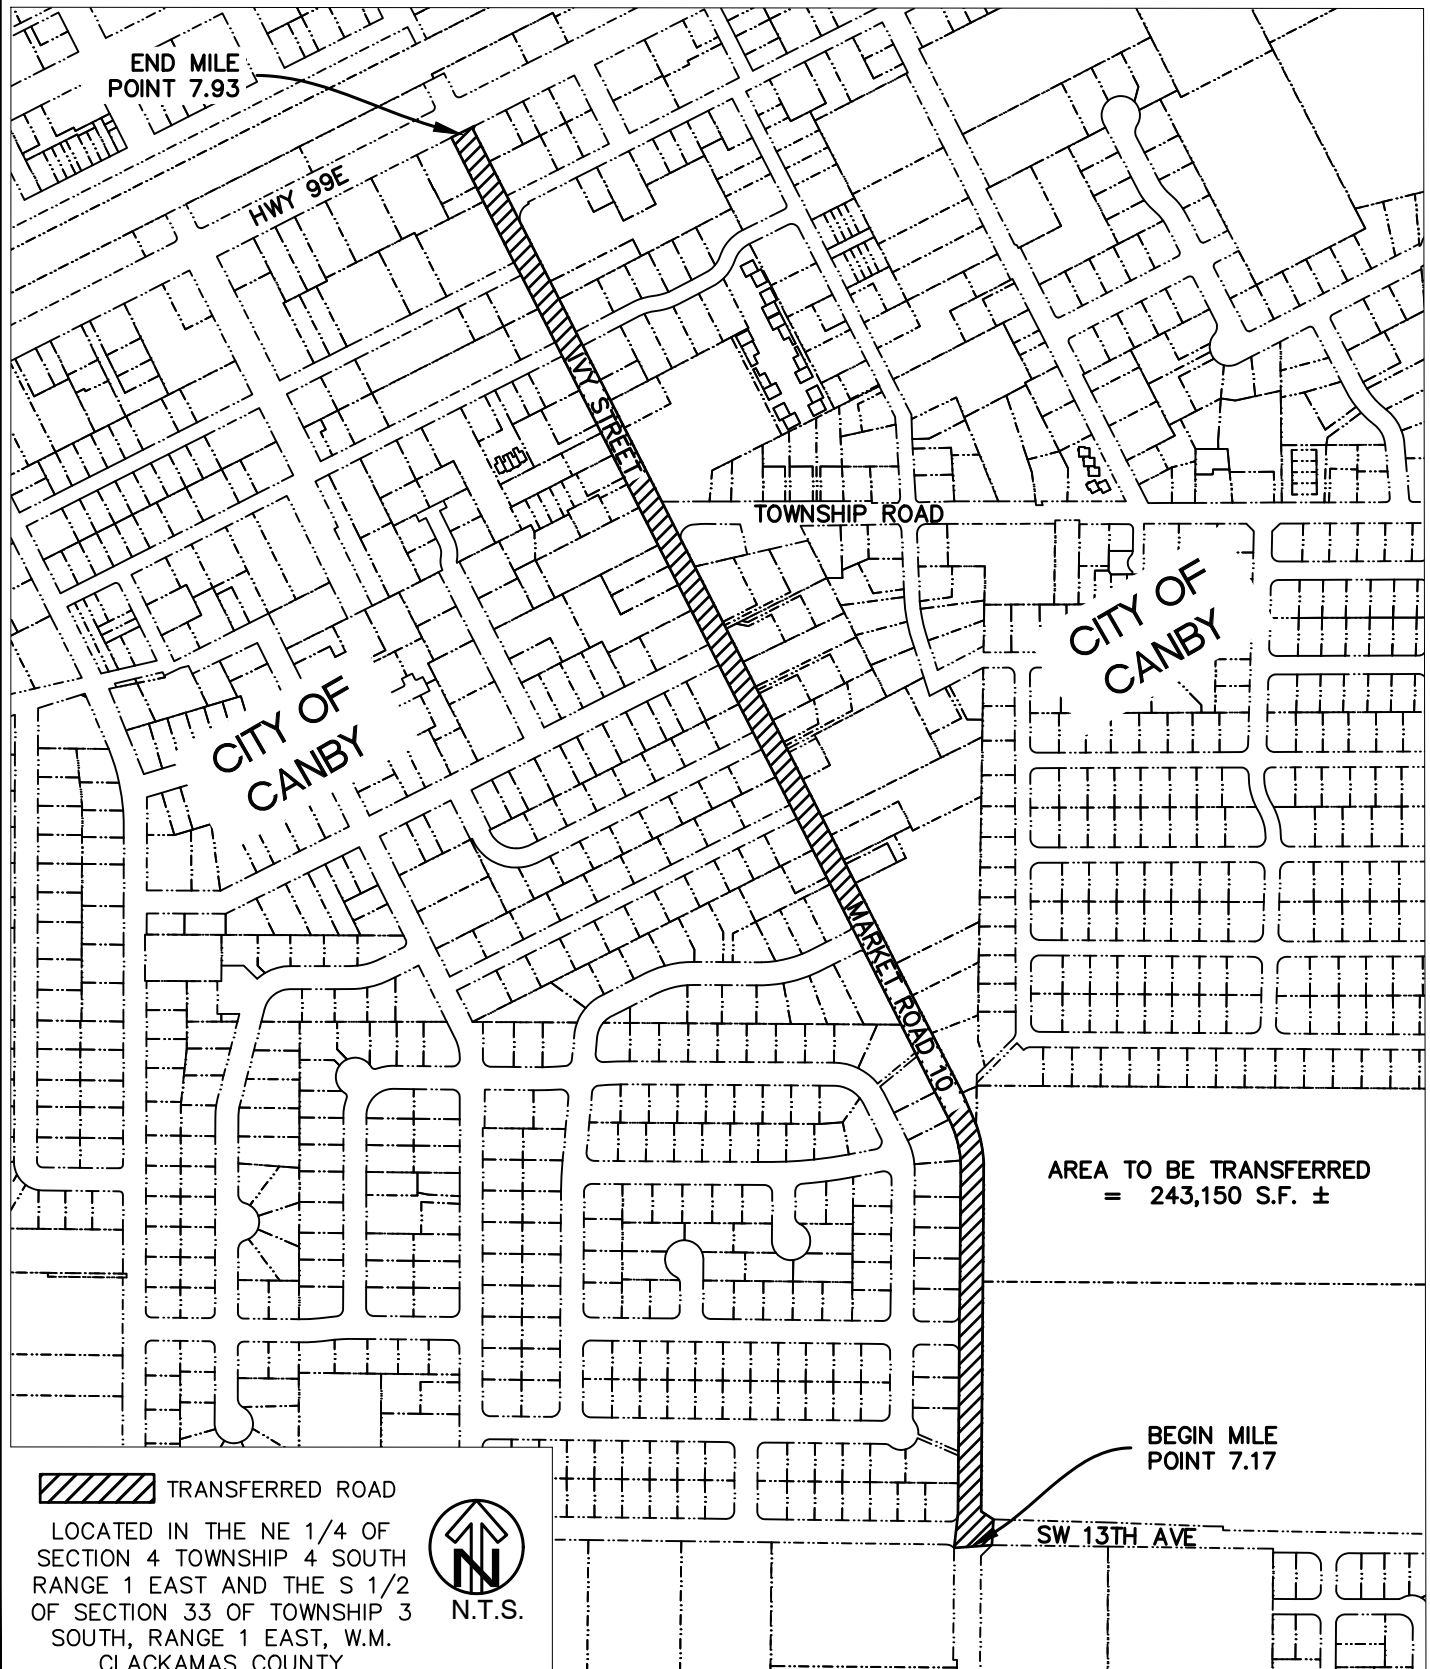 END MILE
POINT 7.93
HWY 99E
IVY STREET
TOWNSHIP ROAD
CITY OF
CANBY
CITY OF
CANBY
MARKET ROAD 10
AREA TO BE TRANSFERRED
= 243,150 S.F. ±
BEGIN MILE
POINT 7.17
SW 13TH AVE
TRANSFERRED ROAD
LOCATED IN THE NE 1/4 OF
SECTION 4 TOWNSHIP 4 SOUTH
RANGE 1 EAST AND THE S 1/2
OF SECTION 33 OF TOWNSHIP 3
SOUTH, RANGE 1 EAST, W.M.
CLACKAMAS COUNTY
N
N.T.S.